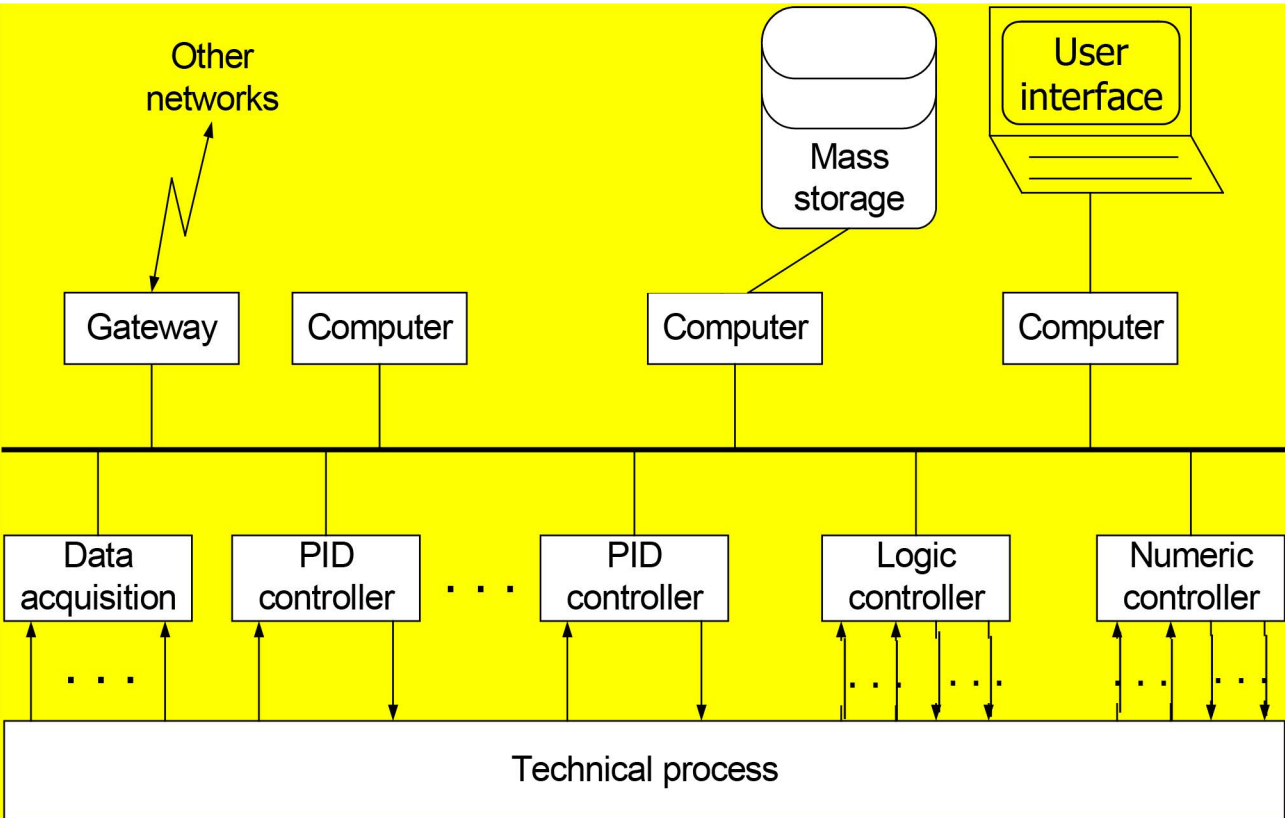 Other
networks
User
interface
Mass
storage
Gateway
Computer
Computer
Computer
Data
acquisition
PID
controller
. . .
PID
controller
Logic
controller
Numeric
controller
. . .
. . .
. . .
. . .
. . .
Technical process